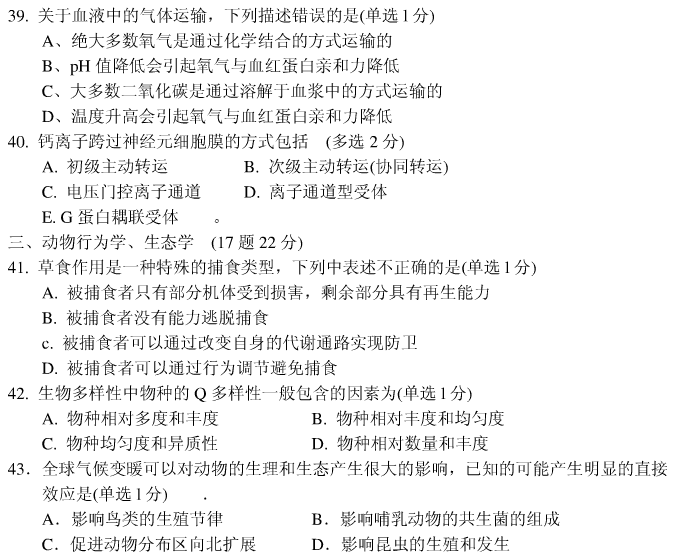 39. 关于血液中的气体运输，下列描述错误的是(单选1分)
A、绝大多数氧气是通过化学结合的方式运输的
B、pH 值降低会引起氧气与血红蛋白亲和力降低
C、大多数二氧化碳是通过溶解于血浆中的方式运输的
D、温度升高会引起氧气与血红蛋白亲和力降低
40. 钙离子跨过神经元细胞膜的方式包括 (多选 2 分)
A. 初级主动转运 B. 次级主动转运(协同转运)
C. 电压门控离子通道 D. 离子通道型受体
E. G 蛋白耦联受体 。
三、动物行为学、生态学 (17 题 22 分)
41. 草食作用是一种特殊的捕食类型，下列中表述不正确的是(单选1分)
A. 被捕食者只有部分机体受到损害，剩余部分具有再生能力
B. 被捕食者没有能力逃脱捕食
c. 被捕食者可以通过改变自身的代谢通路实现防卫
D. 被捕食者可以通过行为调节避免捕食
42. 生物多样性中物种的 Q 多样性一般包含的因素为(单选1分)
A. 物种相对多度和丰度 B. 物种相对丰度和均匀度
C. 物种均匀度和异质性 D. 物种相对数量和丰度
43. 全球气候变暖可以对动物的生理和生态产生很大的影响，已知的可能产生明显的直接
效应是(单选1分) .
A. 影响鸟类的生殖节律 B. 影响哺乳动物的共生菌的组成
C. 促进动物分布区向北扩展 D. 影响昆虫的生殖和发生